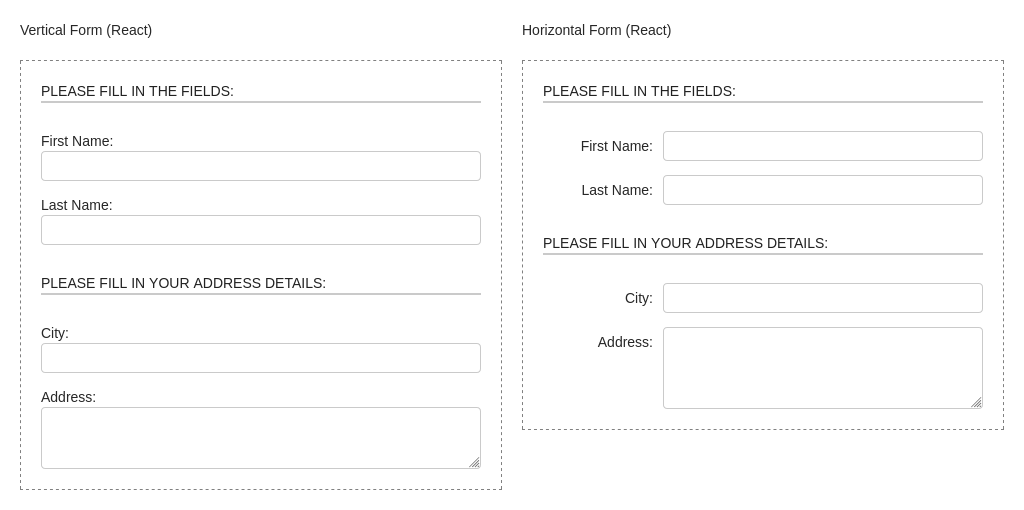 Vertical Form (React)
PLEASE FILL IN THE FIELDS:
First Name:
Last Name:
PLEASE FILL IN YOUR ADDRESS DETAILS:
City:
Address:
Horizontal Form (React)
PLEASE FILL IN THE FIELDS:
First Name:
Last Name:
PLEASE FILL IN YOUR ADDRESS DETAILS:
City:
Address: